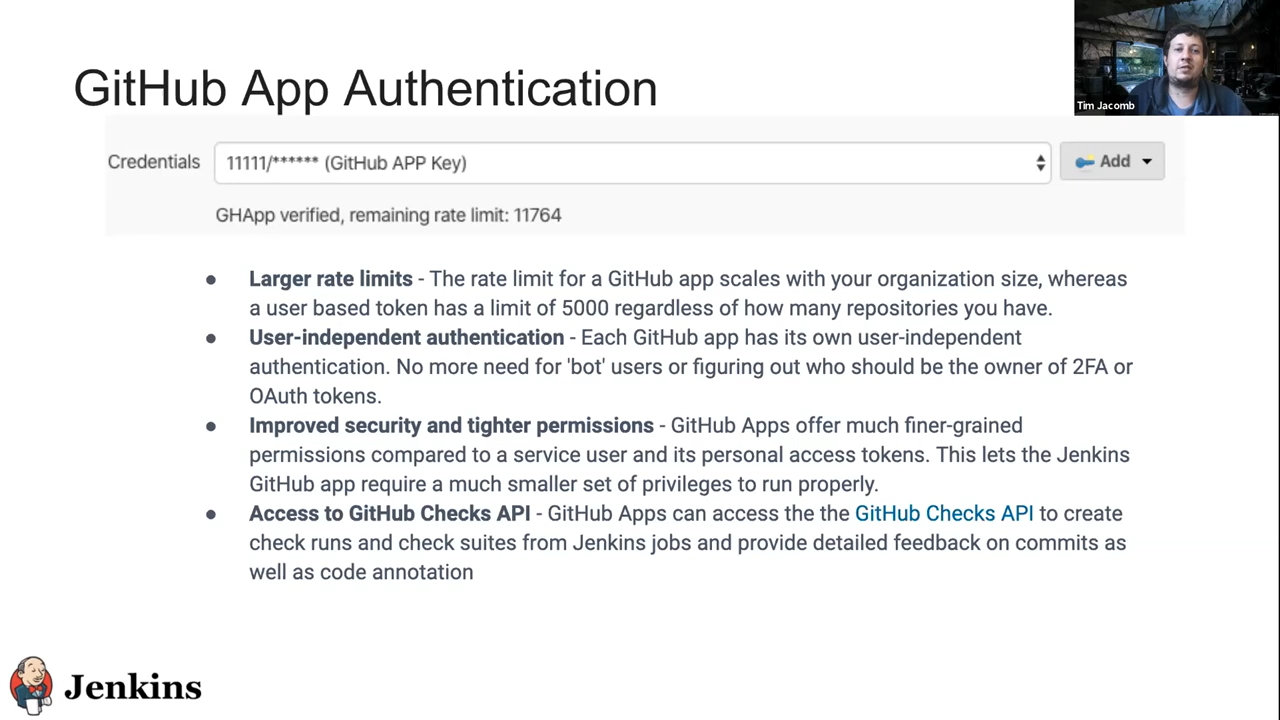 GitHub App Authentication
Tim Jacomb
Credentials
11111/****** (GitHub APP Key)
Add
GHApp verified, remaining rate limit: 11764
● Larger rate limits - The rate limit for a GitHub app scales with your organization size, whereas
a user based token has a limit of 5000 regardless of how many repositories you have.
● User-independent authentication - Each GitHub app has its own user-independent
authentication. No more need for 'bot' users or figuring out who should be the owner of 2FA or
OAuth tokens.
● Improved security and tighter permissions - GitHub Apps offer much finer-grained
permissions compared to a service user and its personal access tokens. This lets the Jenkins
GitHub app require a much smaller set of privileges to run properly.
● Access to GitHub Checks API - GitHub Apps can access the the GitHub Checks API to create
check runs and check suites from Jenkins jobs and provide detailed feedback on commits as
well as code annotation
Jenkins